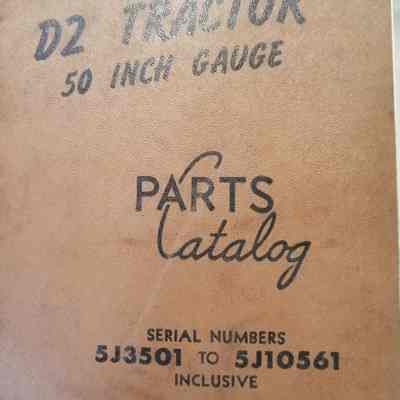 D2 TRACTOR
50 INCH GAUGE
PARTS
Catalog
SERIAL NUMBERS
5J3501 TO 5J10561
INCLUSIVE